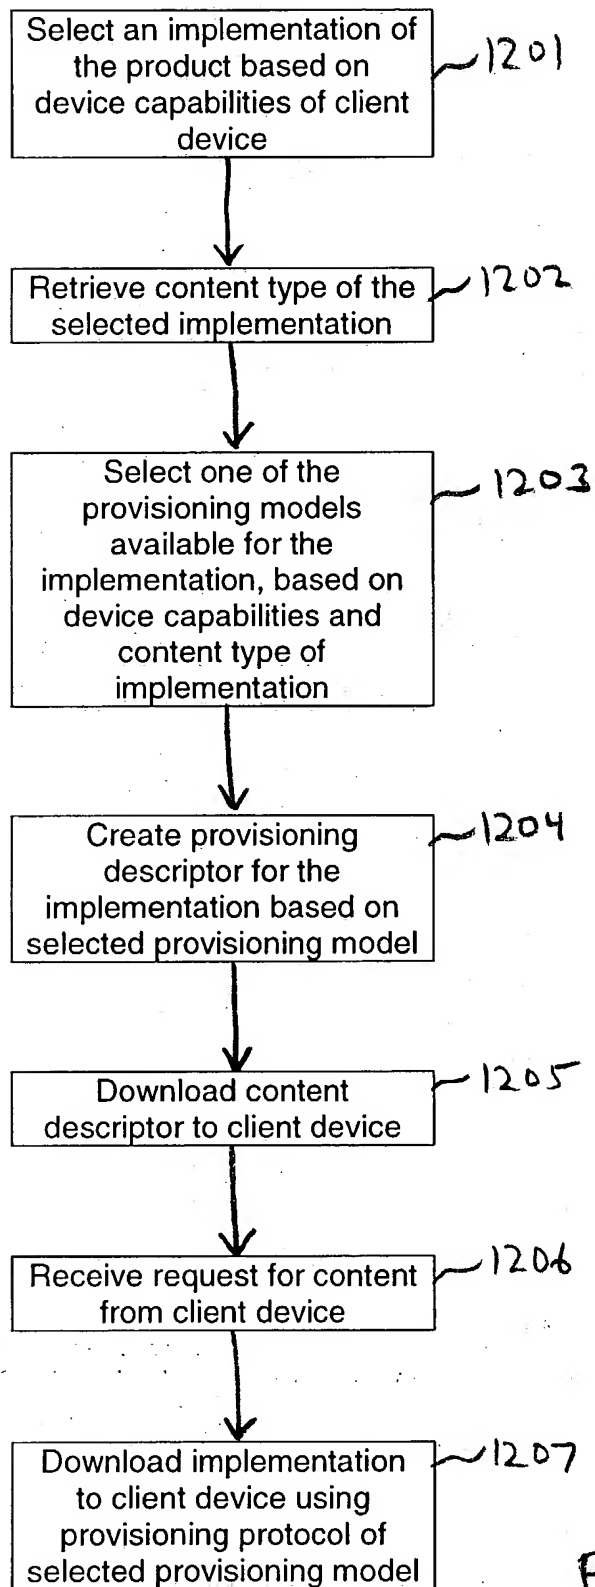 Select an implementation of
the product based on
device capabilities of client
device
1201
Retrieve content type of the
selected implementation
1202
Select one of the
provisioning models
available for the
implementation, based on
device capabilities and
content type of
implementation
1203
Create provisioning
descriptor for the
implementation based on
selected provisioning model
1204
Download content
descriptor to client device
1205
Receive request for content
from client device
1206
Download implementation
to client device using
provisioning protocol of
selected provisioning model
1207